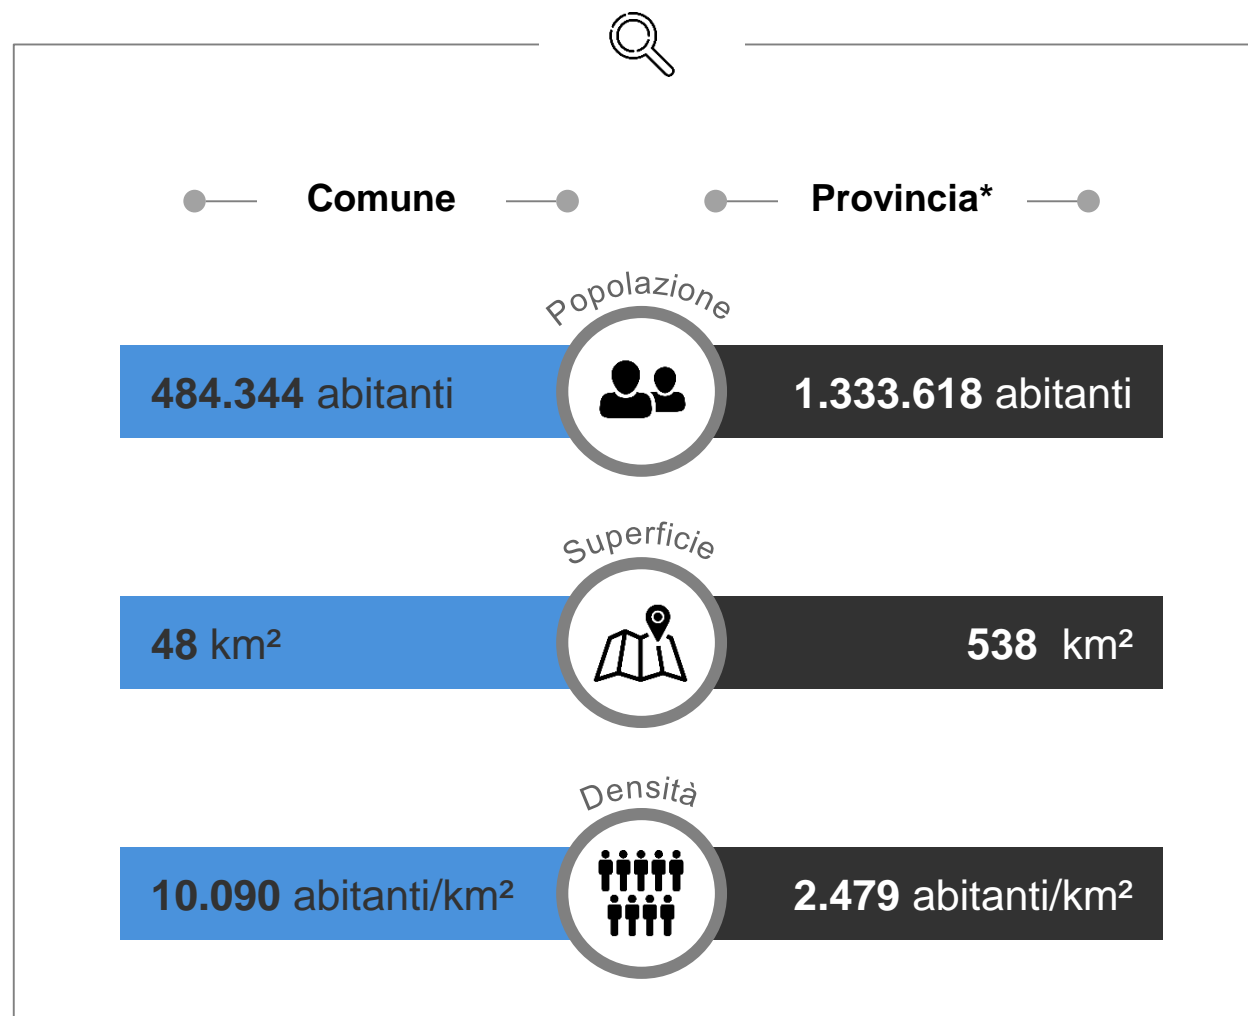 Comune
Provincia*
Popolazione
484.344 abitanti
1.333.618 abitanti
Superficie
48 km²
538 km²
Densità
10.090 abitanti/km²
2.479 abitanti/km²